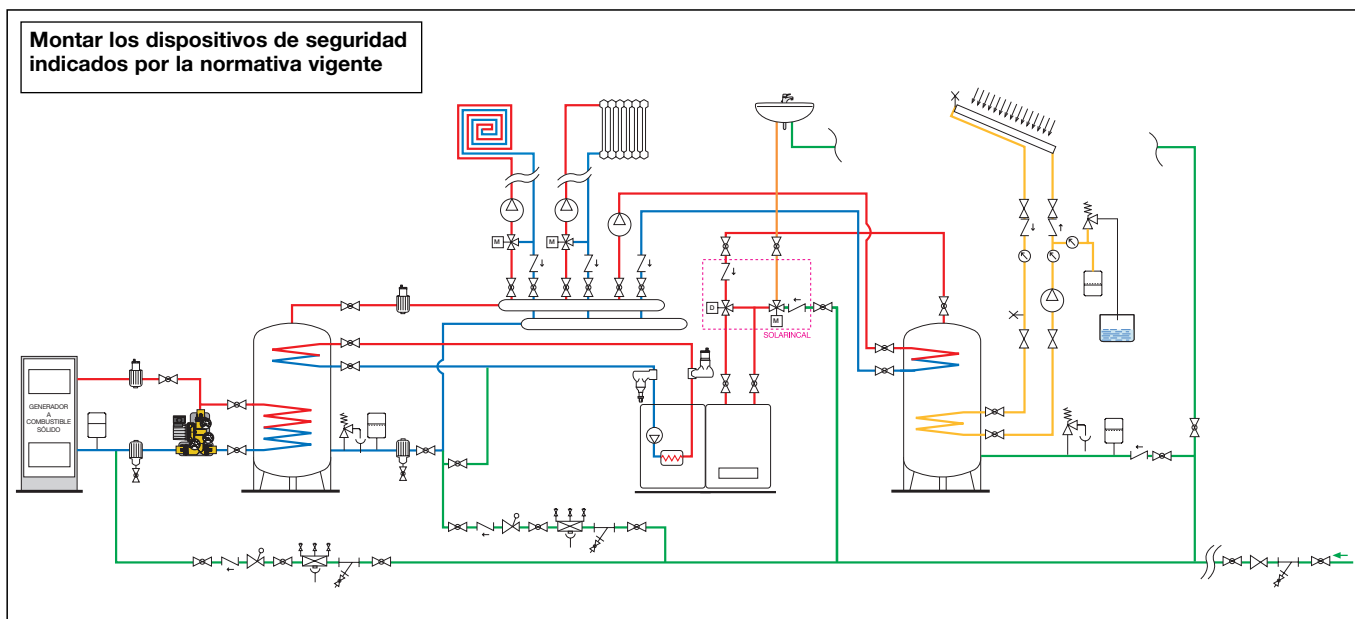 Montar los dispositivos de seguridad
indicados por la normativa vigente
M
M
D
M
SOLARINCAL
GENERADOR
A
COMBUSTIBLE
SÓLIDO